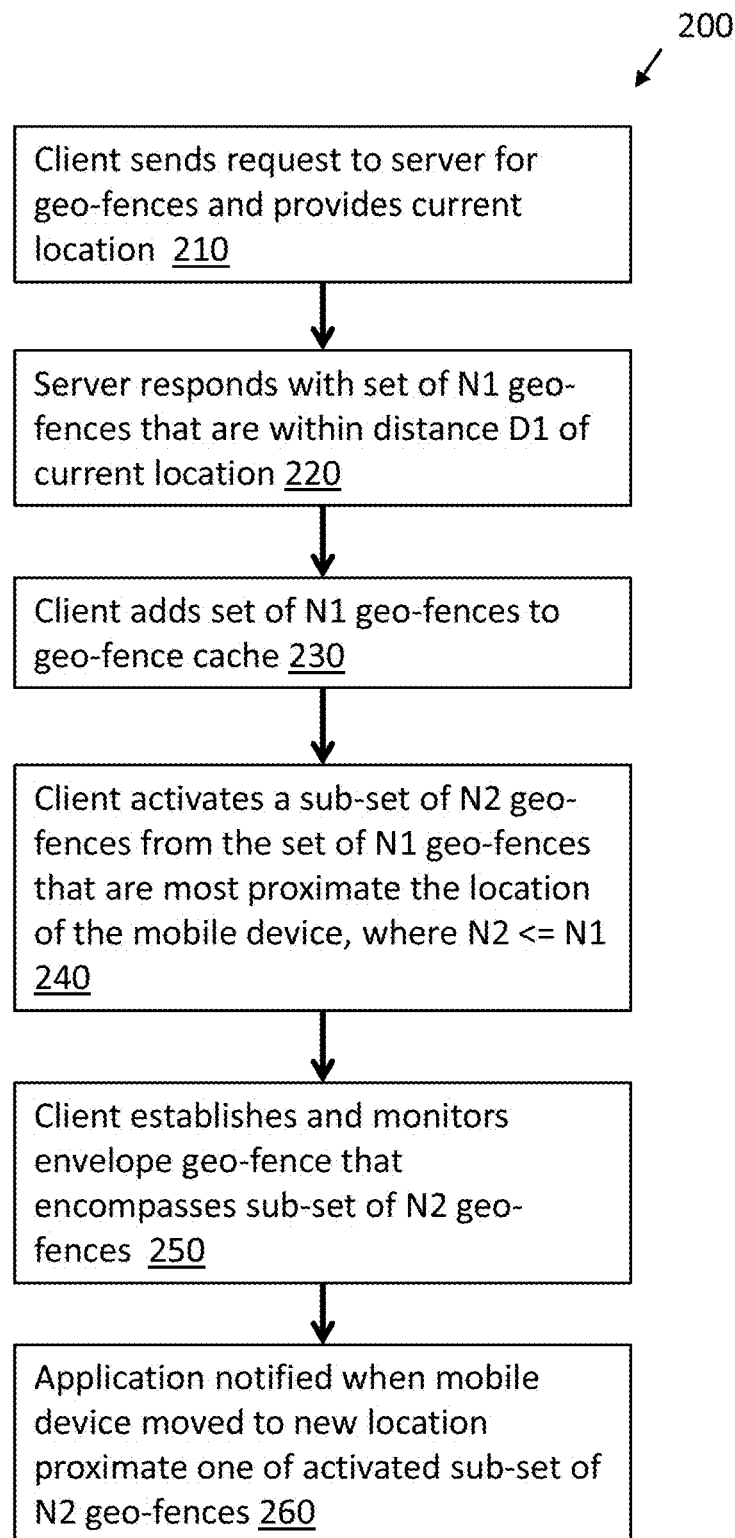 200
Client sends request to server for
geo-fences and provides current
location 210
Server responds with set of N1 geo-
fences that are within distance D1 of
current location 220
Client adds set of N1 geo-fences to
geo-fence cache 230
Client activates a sub-set of N2 geo-
fences from the set of N1 geo-fences
that are most proximate the location
of the mobile device, where N2 <= N1
240
Client establishes and monitors
envelope geo-fence that
encompasses sub-set of N2 geo-
fences 250
Application notified when mobile
device moved to new location
proximate one of activated sub-set of
N2 geo-fences 260